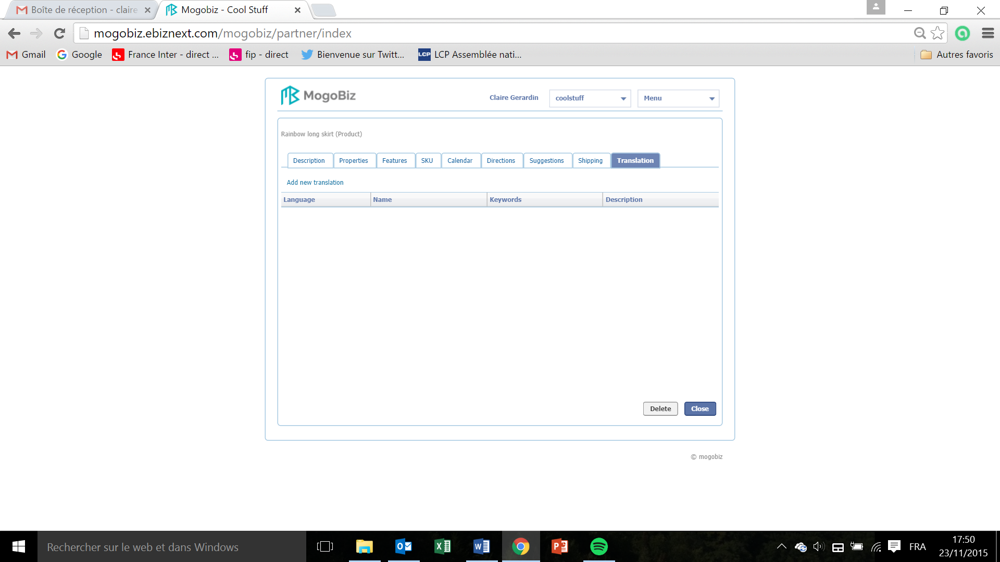 Boîte de réception - claire
Mogobiz - Cool Stuff
mogobiz.ebiznext.com/mogobiz/partner/index
Gmail
Google
France Inter - direct ...
fip - direct
Bienvenue sur Twitt...
LCP
LCP Assemblée nati...
Autres favoris
MogoBiz
Claire Gerardin
coolstuff
Menu
Rainbow long skirt (Product)
Description
Properties
Features
SKU
Calendar
Directions
Suggestions
Shipping
Translation
Add new translation
Language
Name
Keywords
Description
Delete
Close
© mogobiz
Rechercher sur le web et dans Windows
FRA
17:50
23/11/2015